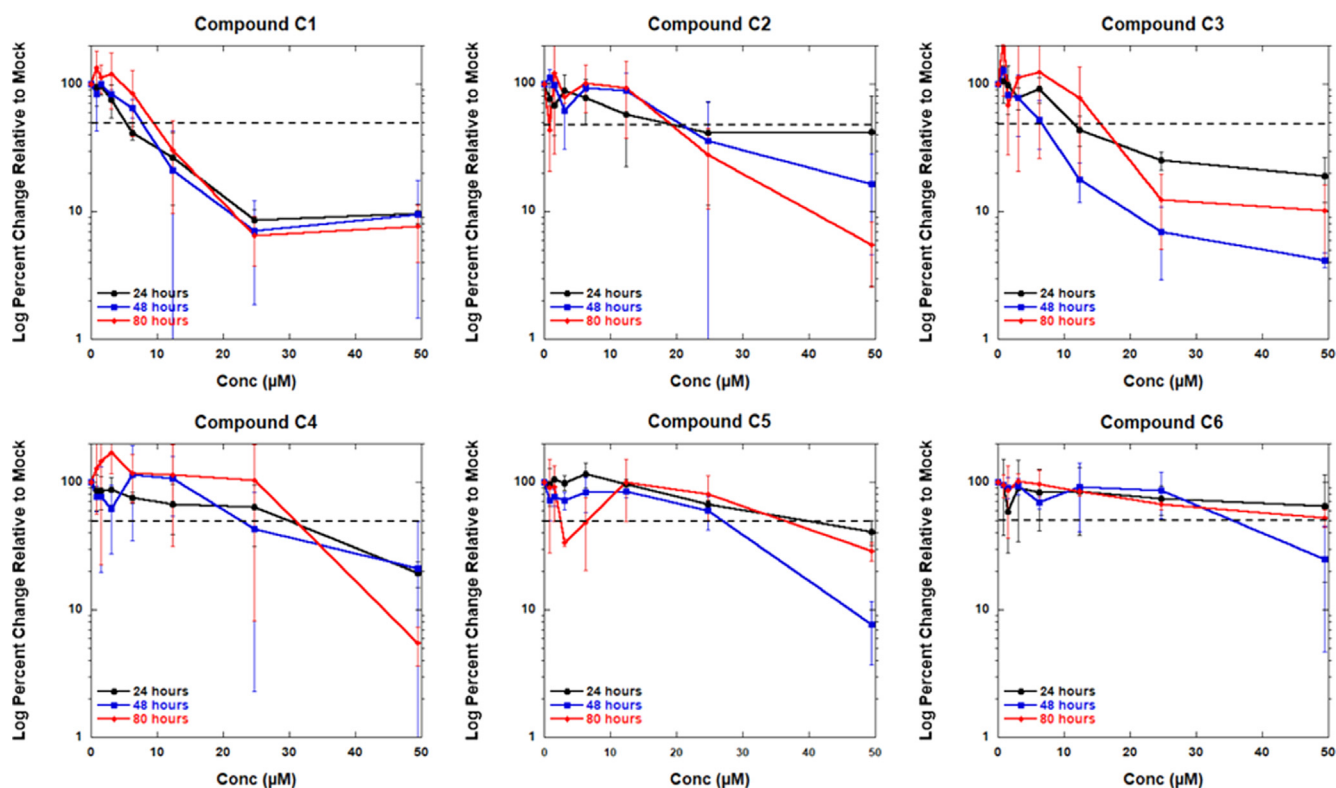 Compound C1
Log Percent Change Relative to Mock
100
10
1
24 hours
48 hours
80 hours
0 10 20 30 40 50
Conc (µM)
Compound C2
Log Percent Change Relative to Mock
100
10
1
24 hours
48 hours
80 hours
0 10 20 30 40 50
Conc (µM)
Compound C3
Log Percent Change Relative to Mock
100
10
1
24 hours
48 hours
80 hours
0 10 20 30 40 50
Conc (µM)
Compound C4
Log Percent Change Relative to Mock
100
10
1
24 hours
48 hours
80 hours
0 10 20 30 40 50
Conc (µM)
Compound C5
Log Percent Change Relative to Mock
100
10
1
24 hours
48 hours
80 hours
0 10 20 30 40 50
Conc (µM)
Compound C6
Log Percent Change Relative to Mock
100
10
1
24 hours
48 hours
80 hours
0 10 20 30 40 50
Conc (µM)